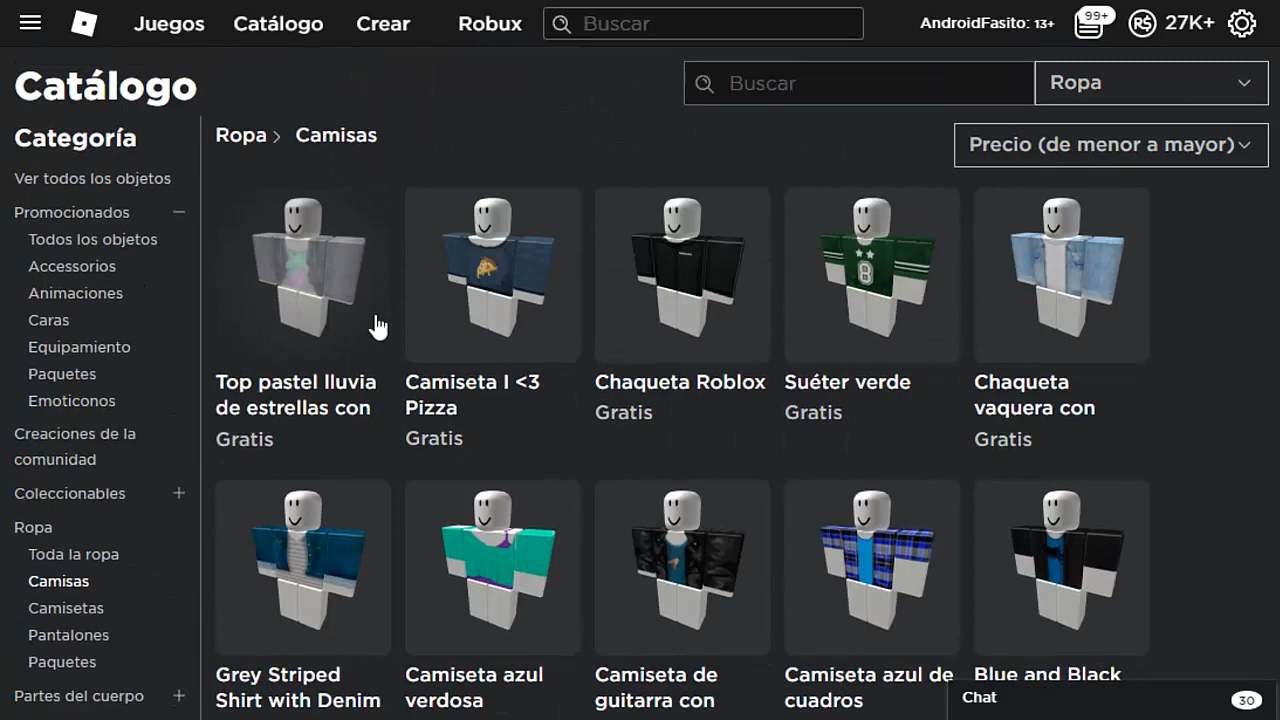 Juegos Catálogo Crear Robux Buscar AndroidFasito: 13+ 99+ R$ 27K+
Catálogo
Buscar
Ropa
Categoría
Ver todos los objetos
Promocionados
Todos los objetos
Accessorios
Animaciones
Caras
Equipamiento
Paquetes
Emoticonos
Creaciones de la
comunidad
Coleccionables
Ropa
Toda la ropa
Camisas
Camisetas
Pantalones
Paquetes
Partes del cuerpo
Ropa > Camisas
Precio (de menor a mayor)
Top pastel lluvia
de estrellas con
Gratis
Camiseta I <3
Pizza
Gratis
Chaqueta Roblox
Gratis
Suéter verde
Gratis
Chaqueta
vaquera con
Gratis
Grey Striped
Shirt with Denim
Camiseta azul
verdosa
Camiseta de
guitarra con
Camiseta azul de
cuadros
Blue and Black
Chat 30